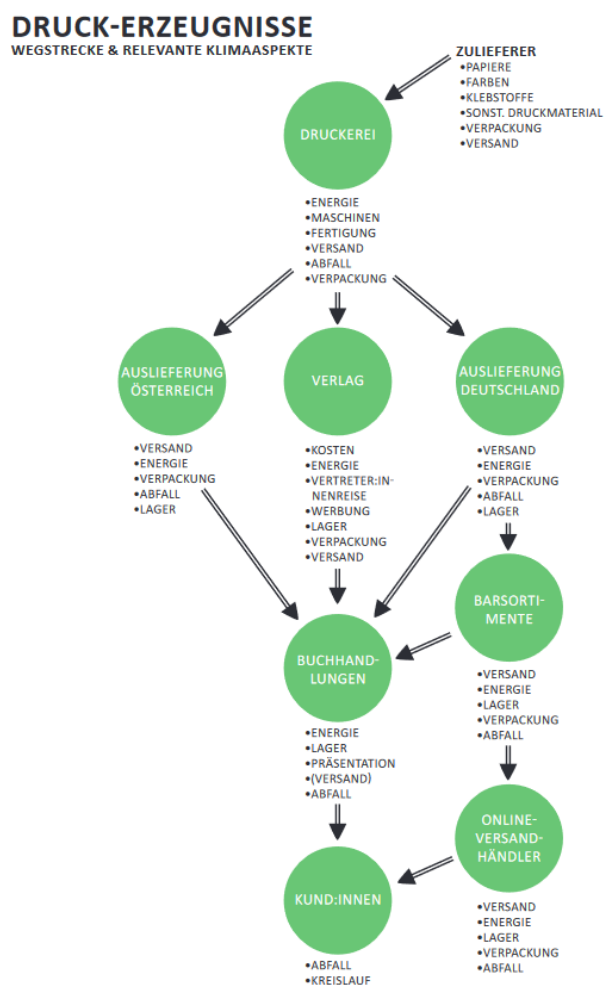 DRUCK-ERZEUGNISSE
WEGSTRECKE & RELEVANTE KLIMAASPEKTE
ZULIEFERER
•PAPIERE
•FARBEN
•KLEBSTOFFE
•SONST. DRUCKMATERIAL
•VERPACKUNG
•VERSAND
DRUCKEREI
•ENERGIE
•MASCHINEN
•FERTIGUNG
•VERSAND
•ABFALL
•VERPACKUNG
AUSLIEFERUNG
ÖSTERREICH
•VERSAND
•ENERGIE
•VERPACKUNG
•ABFALL
•LAGER
VERLAG
•KOSTEN
•ENERGIE
•VERTRETER:IN-
NENREISE
•WERBUNG
•LAGER
•VERPACKUNG
•VERSAND
AUSLIEFERUNG
DEUTSCHLAND
•VERSAND
•ENERGIE
•VERPACKUNG
•ABFALL
•LAGER
BARSORTI-
MENTE
•VERSAND
•ENERGIE
•LAGER
•VERPACKUNG
•ABFALL
BUCHHAND-
LUNGEN
•ENERGIE
•LAGER
•PRÄSENTATION
•(VERSAND)
•ABFALL
ONLINE-
VERSAND-
HÄNDLER
•VERSAND
•ENERGIE
•LAGER
•VERPACKUNG
•ABFALL
KUND:INNEN
•ABFALL
•KREISLAUF